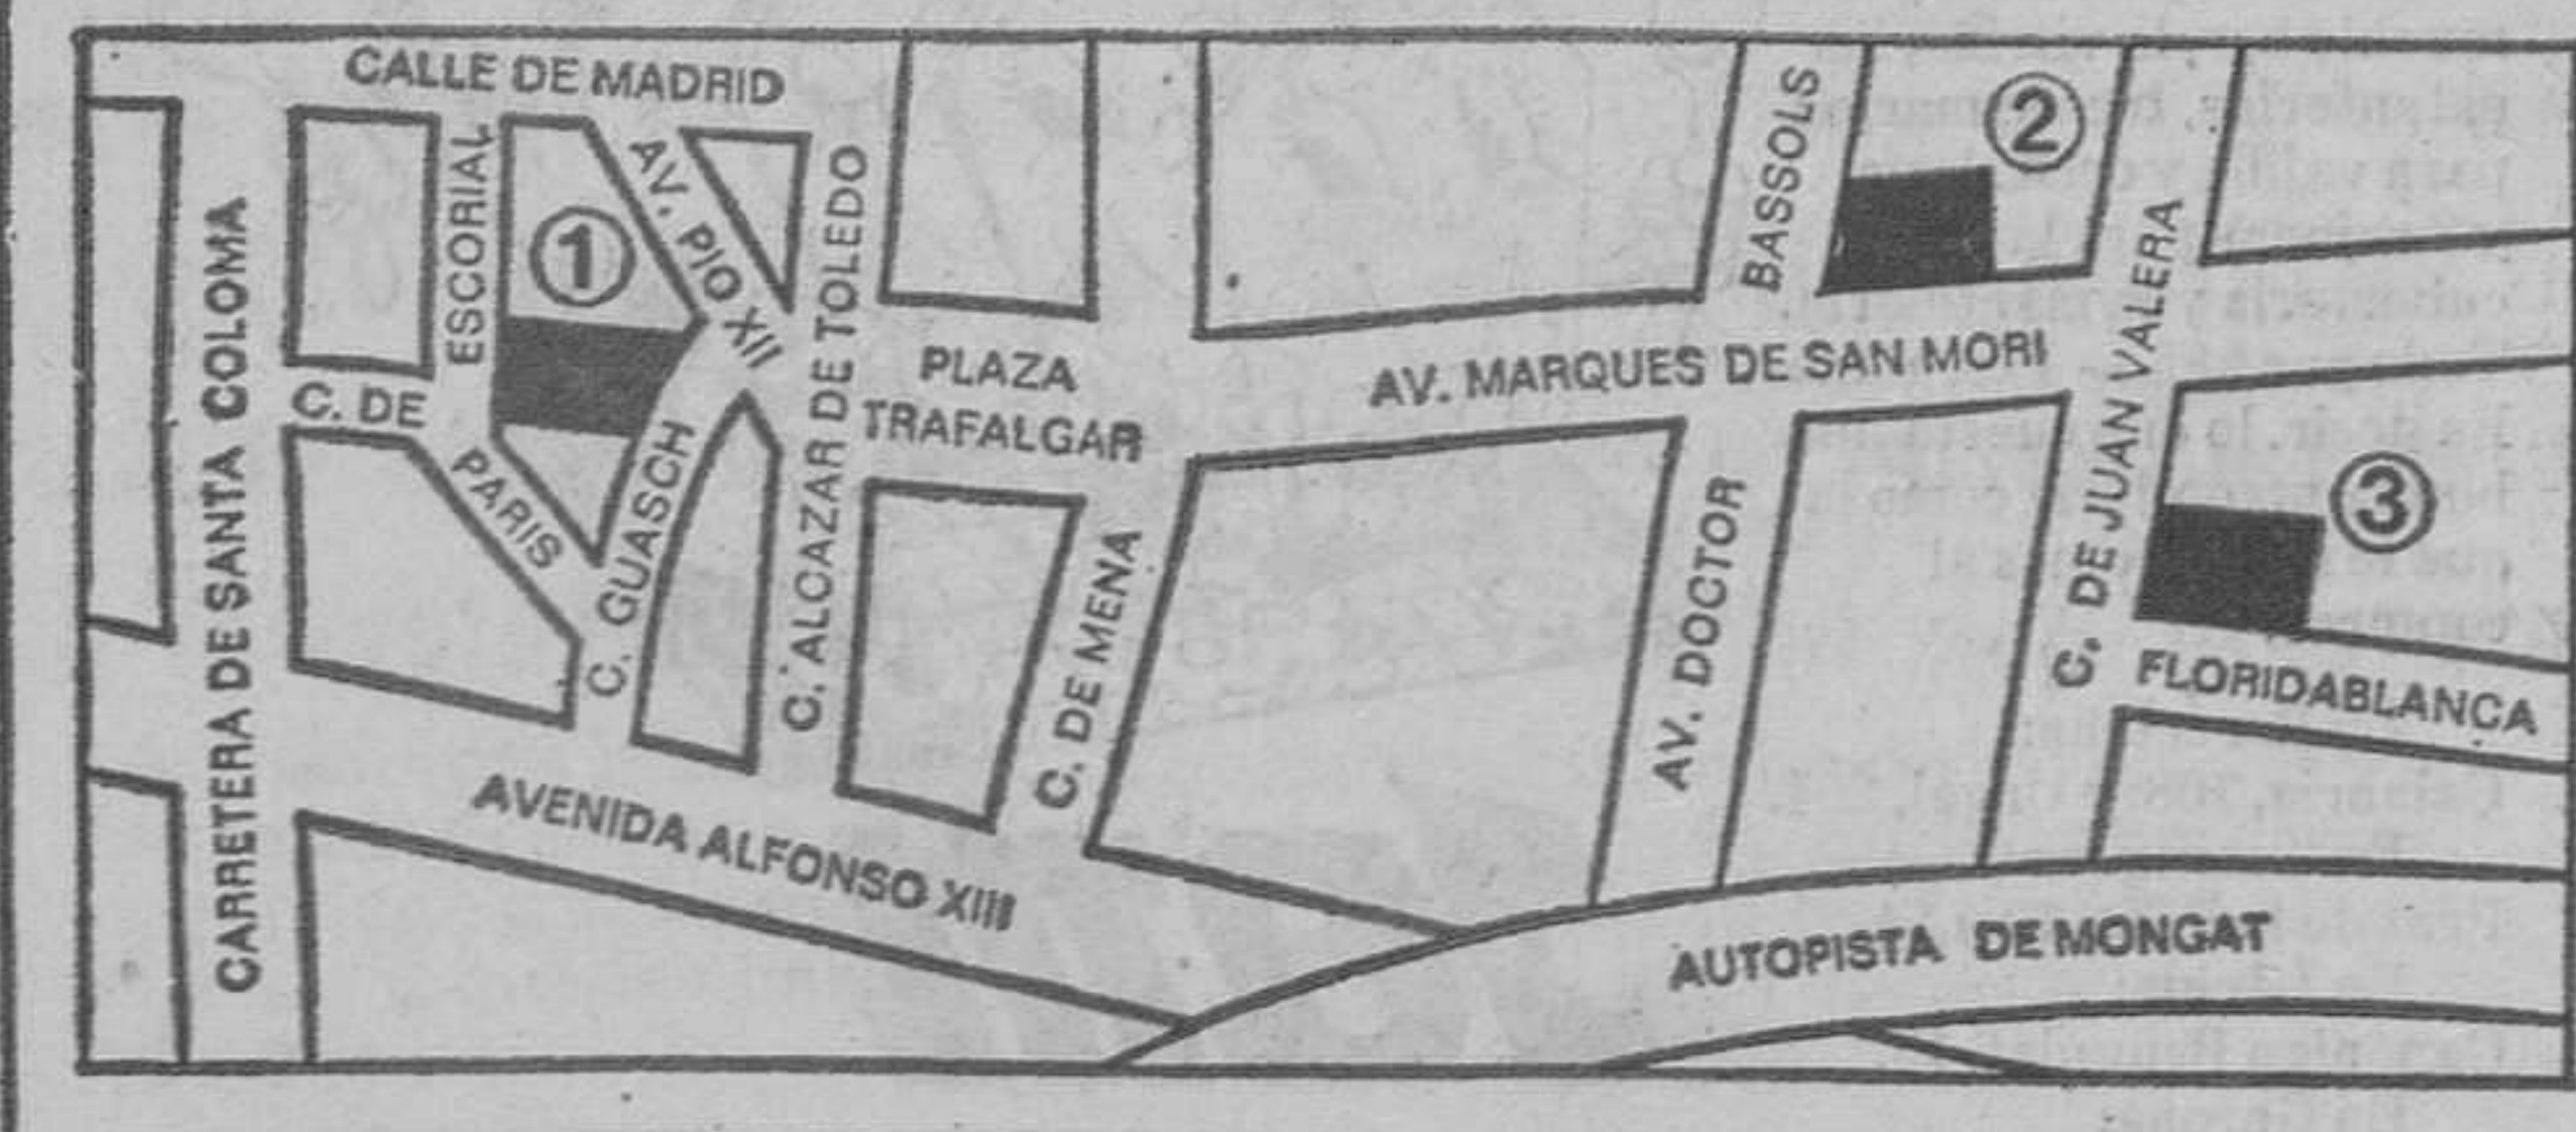 CALLE DE MADRID
CARRETERA DE SANTA COLOMA
ESCORIAL
①
AV. PIO XII
C. DE
PARIS
C. GUASCH
C. ALCAZAR DE TOLEDO
PLAZA
TRAFALGAR
C. DE MENA
AVENIDA ALFONSO XIII
AV. MARQUES DE SAN MORI
BASSOLS
AV. DOCTOR
②
C. DE JUAN VALERA
③
FLORIDABLANCA
AUTOPISTA DE MONGAT